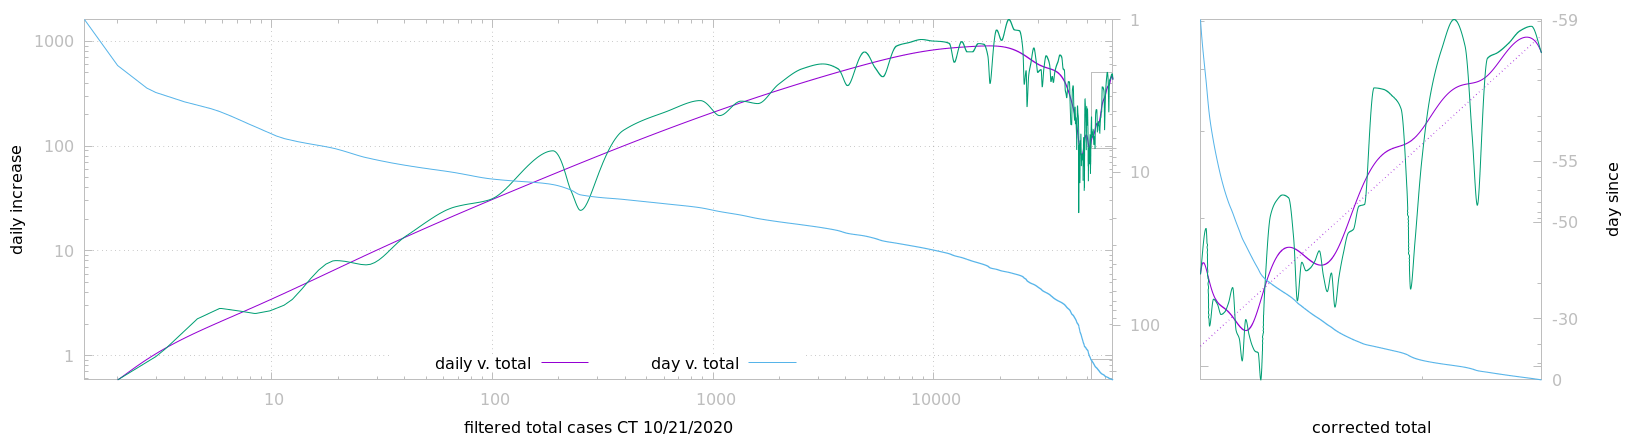 1000
100
10
1
daily increase
10
100
1000
10000
filtered total cases CT 10/21/2020
daily v. total
day v. total
1
10
100
-59
-55
-50
-30
0
day since
corrected total